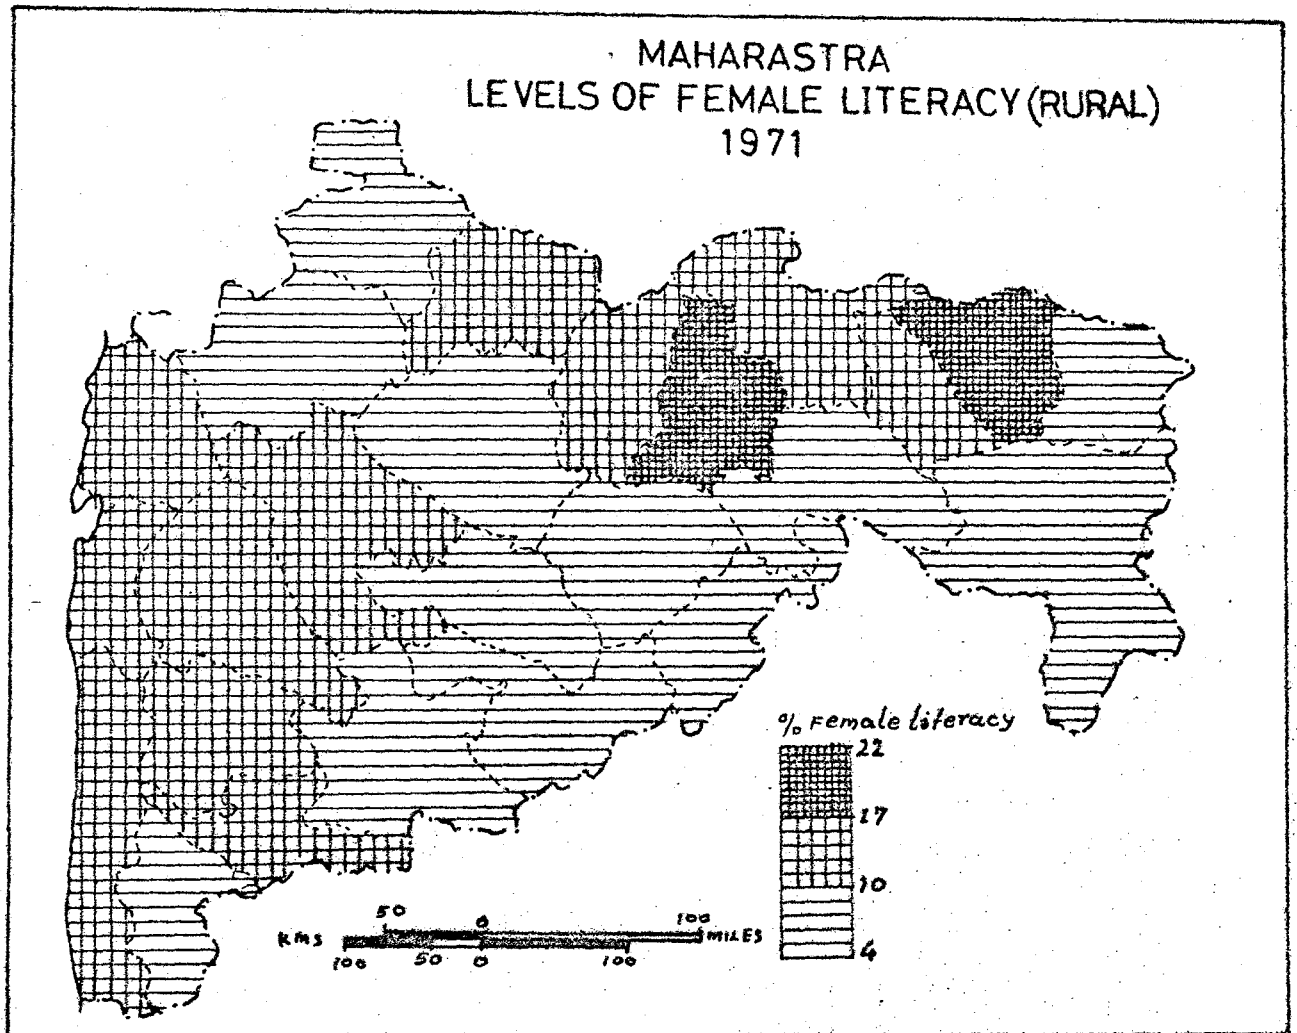 MAHARASTRA
LEVELS OF FEMALE LITERACY (RURAL)
1971
% Female literacy
22
17
10
4
50 0 100
KMS MILES
100 50 0 100